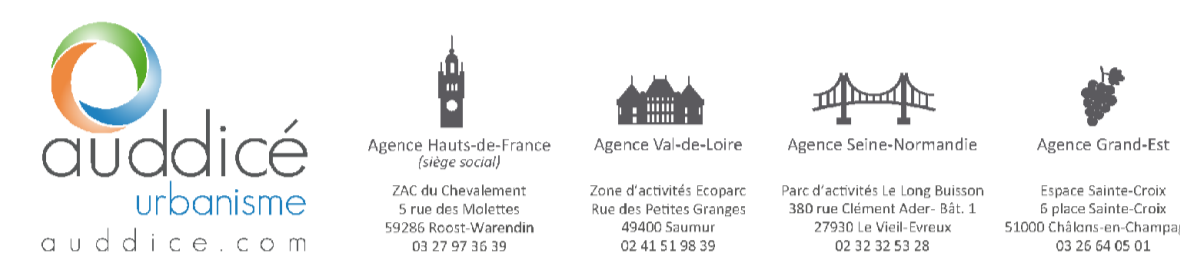 auddicé
urbanisme
auddice.com
Agence Hauts-de-France
(siège social)
ZAC du Chevalement
5 rue des Molettes
59286 Roost-Warendin
03 27 97 36 39
Agence Val-de-Loire
Zone d'activités Ecoparc
Rue des Petites Granges
49400 Saumur
02 41 51 98 39
Agence Seine-Normandie
Parc d'activités Le Long Buisson
380 rue Clément Ader- Bât. 1
27930 Le Vieil-Evreux
02 32 32 53 28
Agence Grand-Est
Espace Sainte-Croix
6 place Sainte-Croix
51000 Châlons-en-Champa
03 26 64 05 01